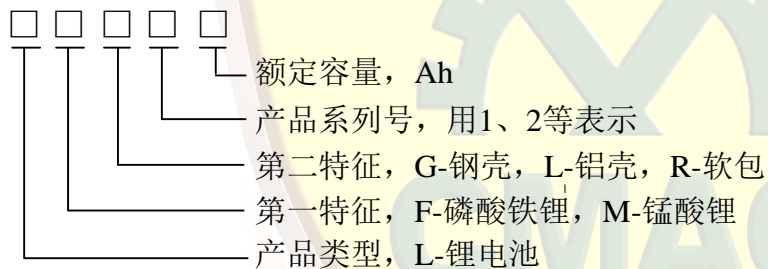 □ □ □ □ □
额定容量，Ah
产品系列号，用1、2等表示
第二特征，G-钢壳，L-铝壳，R-软包
第一特征，F-磷酸铁锂，M-锰酸锂
产品类型，L-锂电池